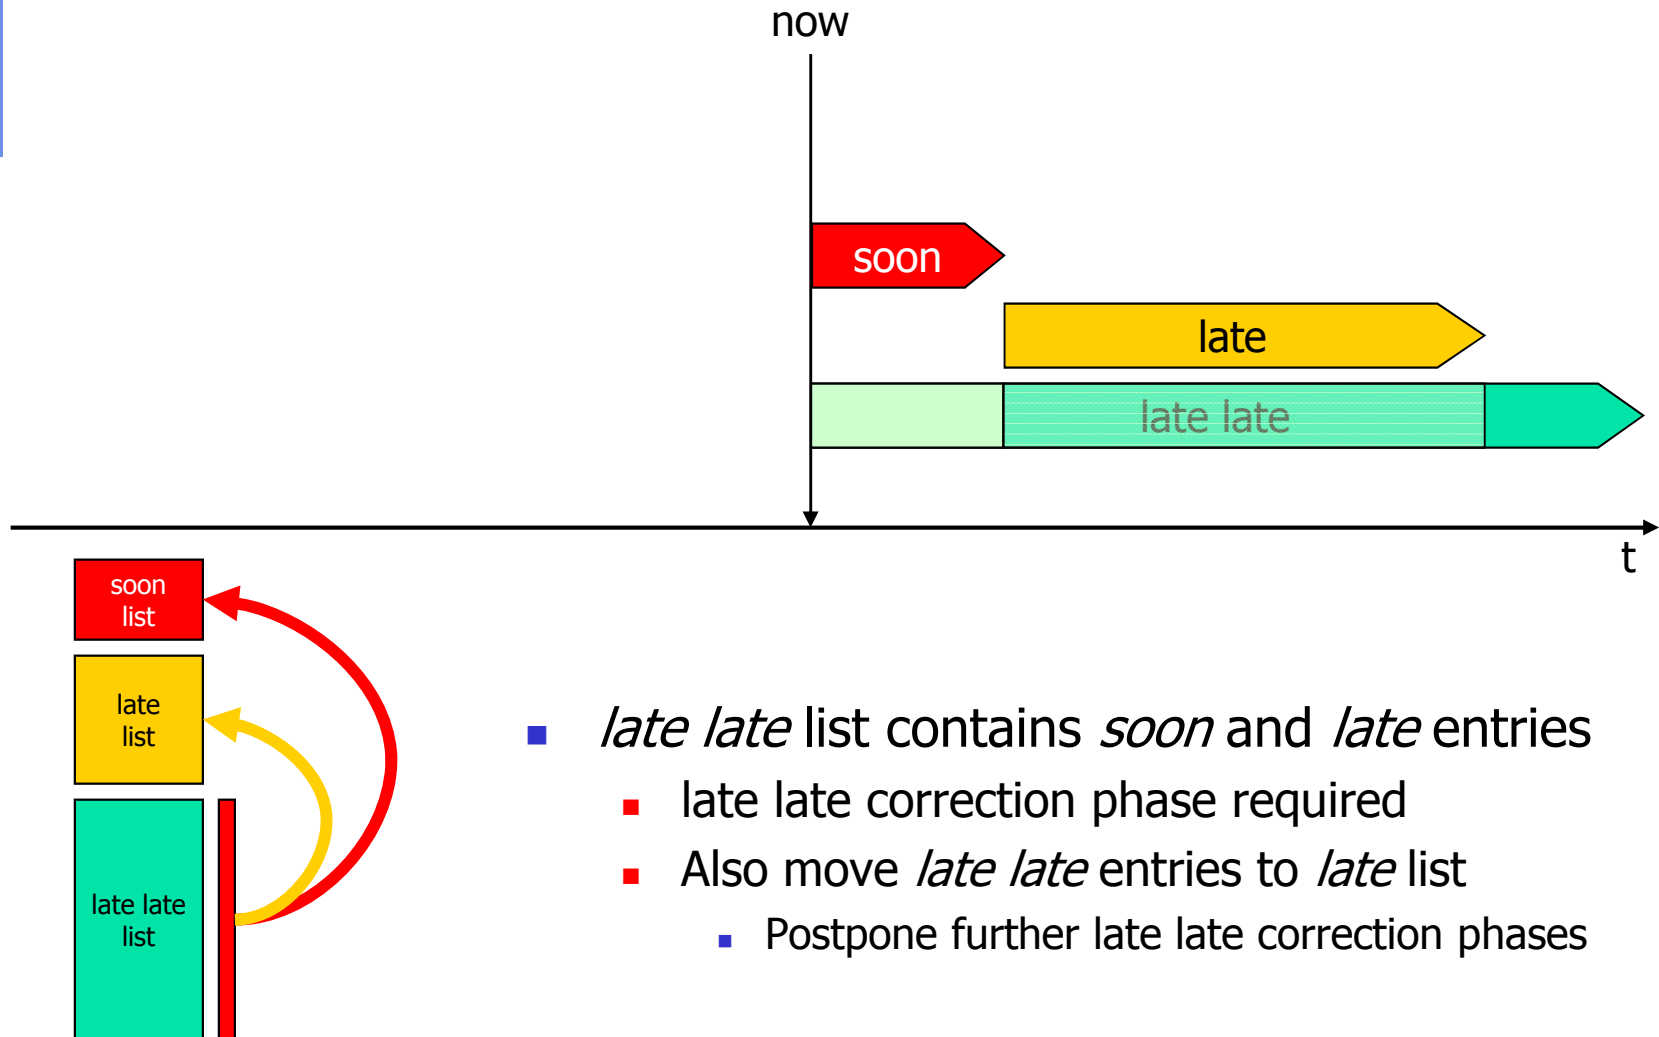 now
soon
late
late late
t
soon
list
late
list
late late
list
late late list contains soon and late entries
late late correction phase required
Also move late late entries to late list
Postpone further late late correction phases